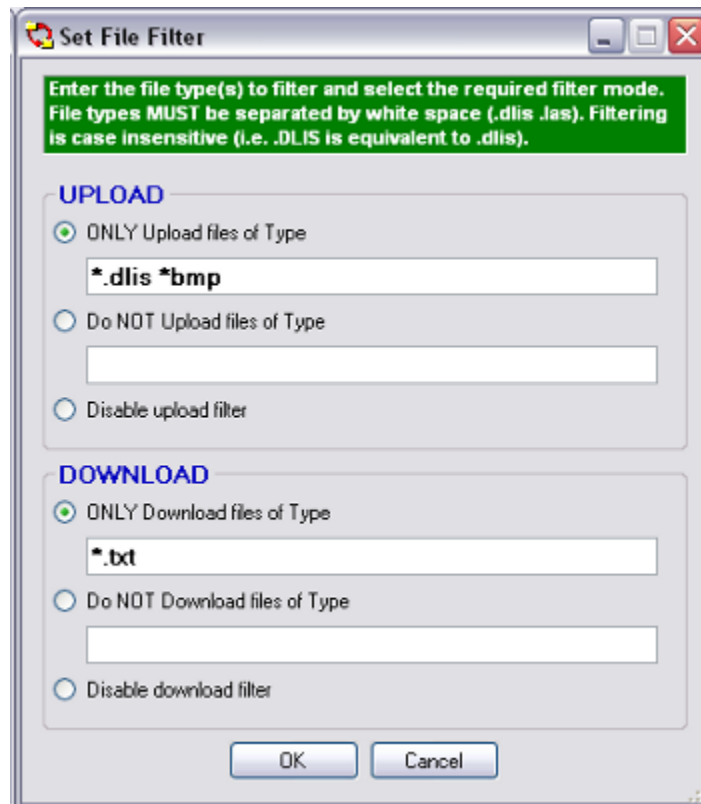 Set File Filter
Enter the file type(s) to filter and select the required filter mode.
File types MUST be separated by white space (.dlis .las). Filtering
is case insensitive (i.e. .DLIS is equivalent to .dlis).
UPLOAD
ONLY Upload files of Type
*.dlis *bmp
Do NOT Upload files of Type
Disable upload filter
DOWNLOAD
ONLY Download files of Type
*.txt
Do NOT Download files of Type
Disable download filter
OK Cancel